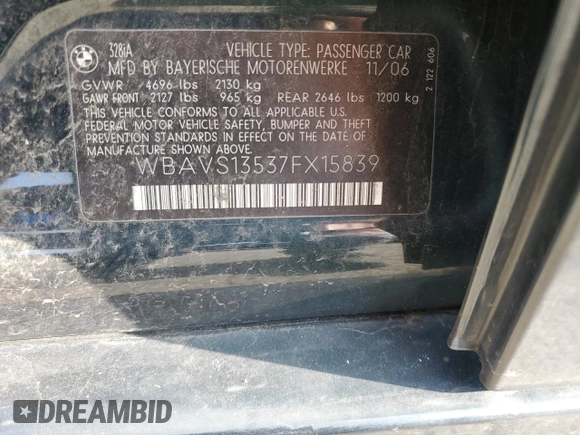 328iA VEHICLE TYPE: PASSENGER CAR
MFD BY BAYERISCHE MOTORENWERKE 11/06
GVWR 4696 lbs 2130 kg
GAWR FRONT 2127 lbs 965 kg REAR 2646 lbs 1200 kg
THIS VEHICLE CONFORMS TO ALL APPLICABLE U.S.
FEDERAL MOTOR VEHICLE SAFETY, BUMPER AND THEFT
PREVENTION STANDARDS IN EFFECT ON THE DATE OF
MANUFACTURE SHOWN ABOVE.
WBAVS13537FX15839
2 122 606
DREAMBID